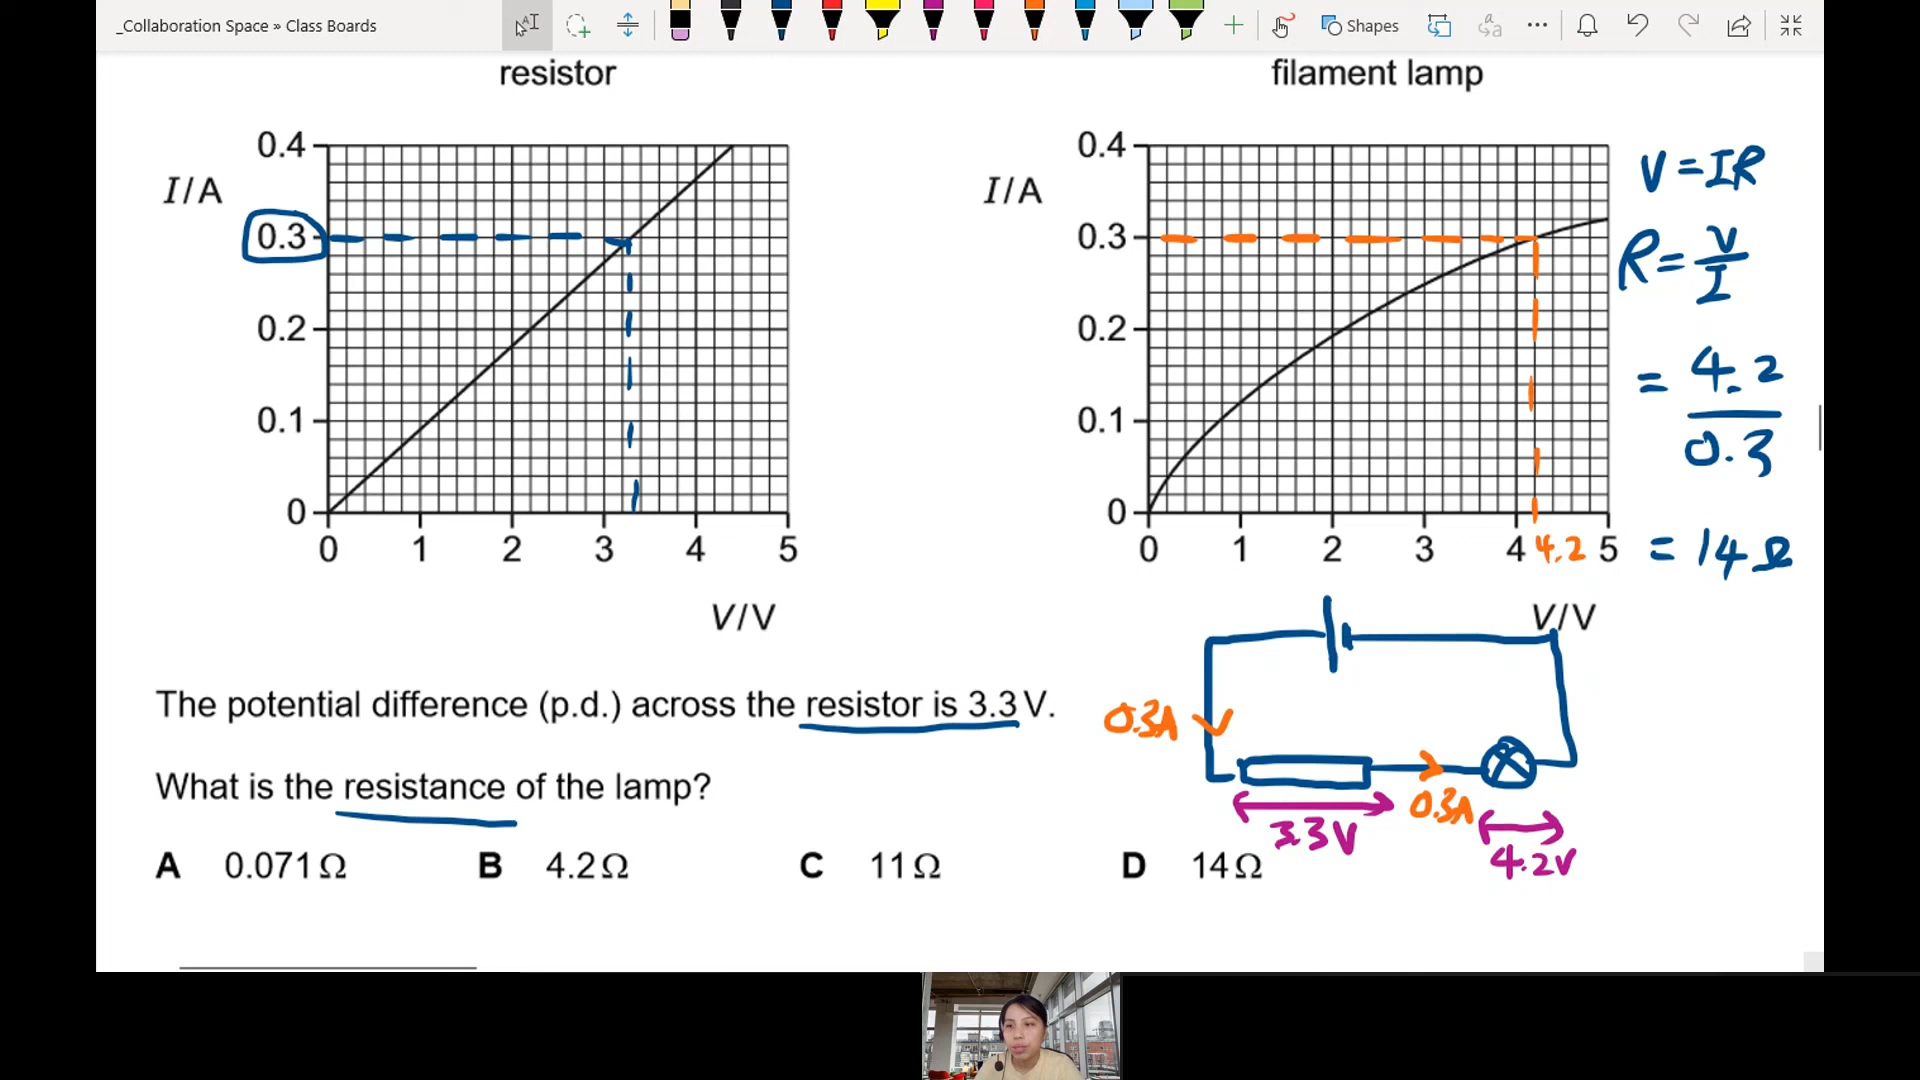 _Collaboration Space » Class Boards
Shapes
resistor
filament lamp
0.4
I/A
0.3
0.2
0.1
0
0 1 2 3 4 5
V/V
0.4
I/A
0.3
0.2
0.1
0
0 1 2 3 4 4.2 5
V/V
V = IR
R = V/I
= 4.2/0.3
= 14 Ω
0.3A
3.3V
0.3A
4.2V
The potential difference (p.d.) across the resistor is 3.3 V.
What is the resistance of the lamp?
A 0.071 Ω B 4.2 Ω C 11 Ω D 14 Ω